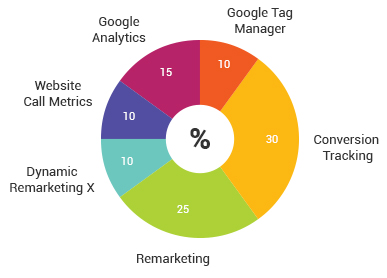 Google Tag
Manager
10
Conversion
Tracking
30
Remarketing
25
Dynamic
Remarketing X
10
Website
Call Metrics
10
Google
Analytics
15
%